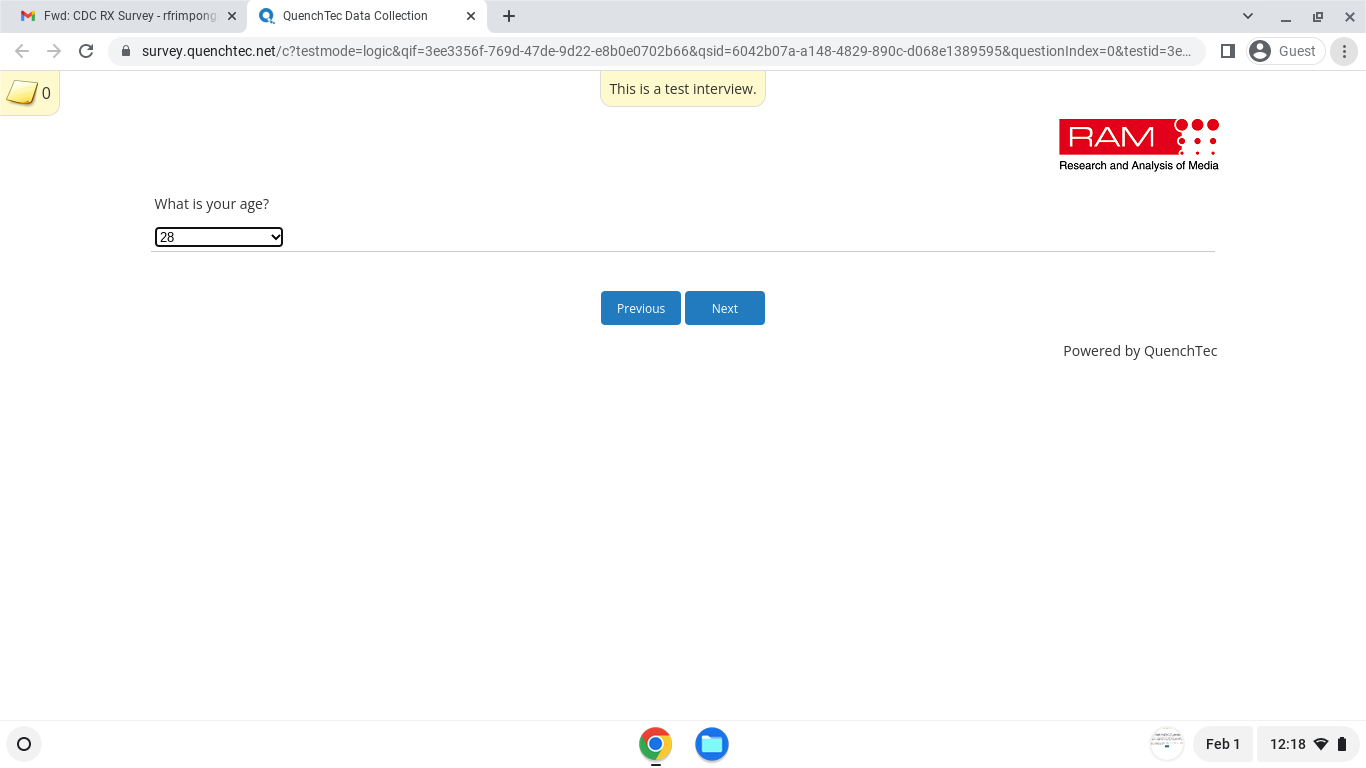 Fwd: CDC RX Survey - rfrimpong
QuenchTec Data Collection
survey.quenchtec.net/c?testmode=logic&qif=3ee3356f-769d-47de-9d22-e8b0e0702b66&qsid=6042b07a-a148-4829-890c-d068e1389595&questionIndex=0&testid=3e...
Guest
0
This is a test interview.
RAM
Research and Analysis of Media
What is your age?
28
Previous
Next
Powered by QuenchTec
Feb 1
12:18